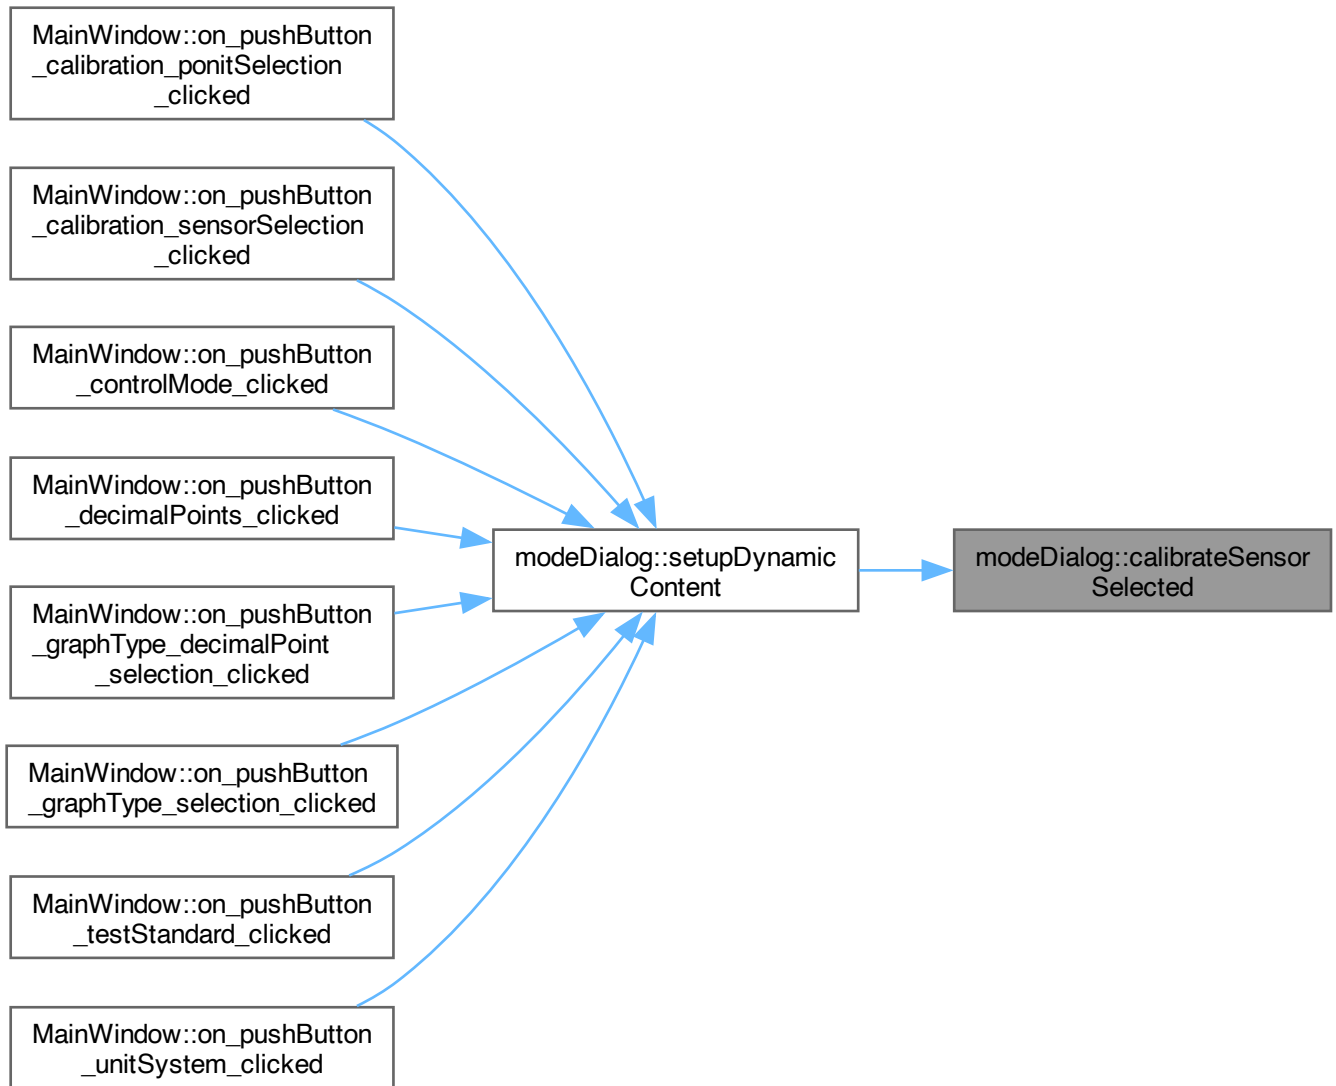 MainWindow::on_pushButton
_calibration_ponitSelection
_clicked
MainWindow::on_pushButton
_calibration_sensorSelection
_clicked
MainWindow::on_pushButton
_controlMode_clicked
MainWindow::on_pushButton
_decimalPoints_clicked
MainWindow::on_pushButton
_graphType_decimalPoint
_selection_clicked
MainWindow::on_pushButton
_graphType_selection_clicked
MainWindow::on_pushButton
_testStandard_clicked
MainWindow::on_pushButton
_unitSystem_clicked
modeDialog::setupDynamic
Content
modeDialog::calibrateSensor
Selected